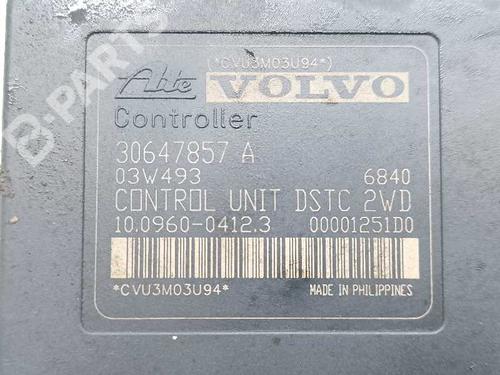 B-PARTS
(*CVU3M03U94*)
Ate VOLVO
Controller
30647857 A
03W493 6840
CONTROL UNIT DSTC 2WD
10.0960-0412.3 00001251D0
*CVU3M03U94* MADE IN PHILIPPINES